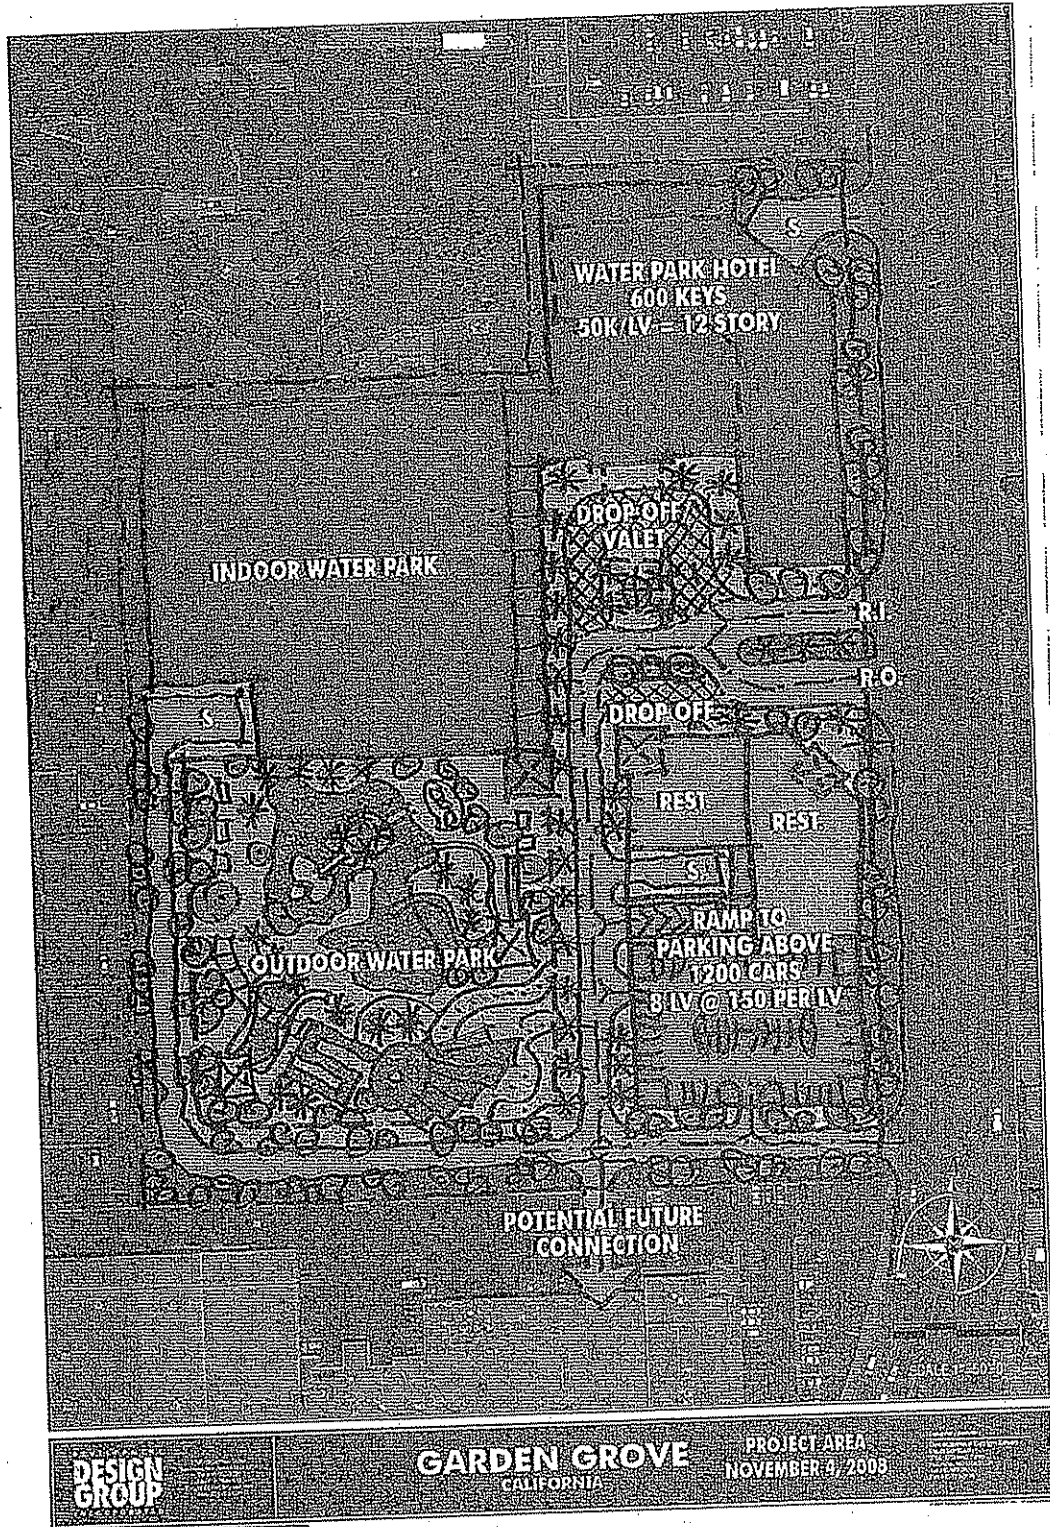 S
WATER PARK HOTEL
600 KEYS
50K/LV = 12 STORY
DROP OFF/
VALET
INDOOR WATER PARK
R.I.
R.O.
S
DROP OFF
REST
REST
S
RAMP TO
PARKING ABOVE
1200 CARS
8 LV @ 150 PER LV
OUTDOOR WATER PARK
POTENTIAL FUTURE
CONNECTION
DESIGN
GROUP
GARDEN GROVE
CALIFORNIA
PROJECT AREA
NOVEMBER 4, 2008